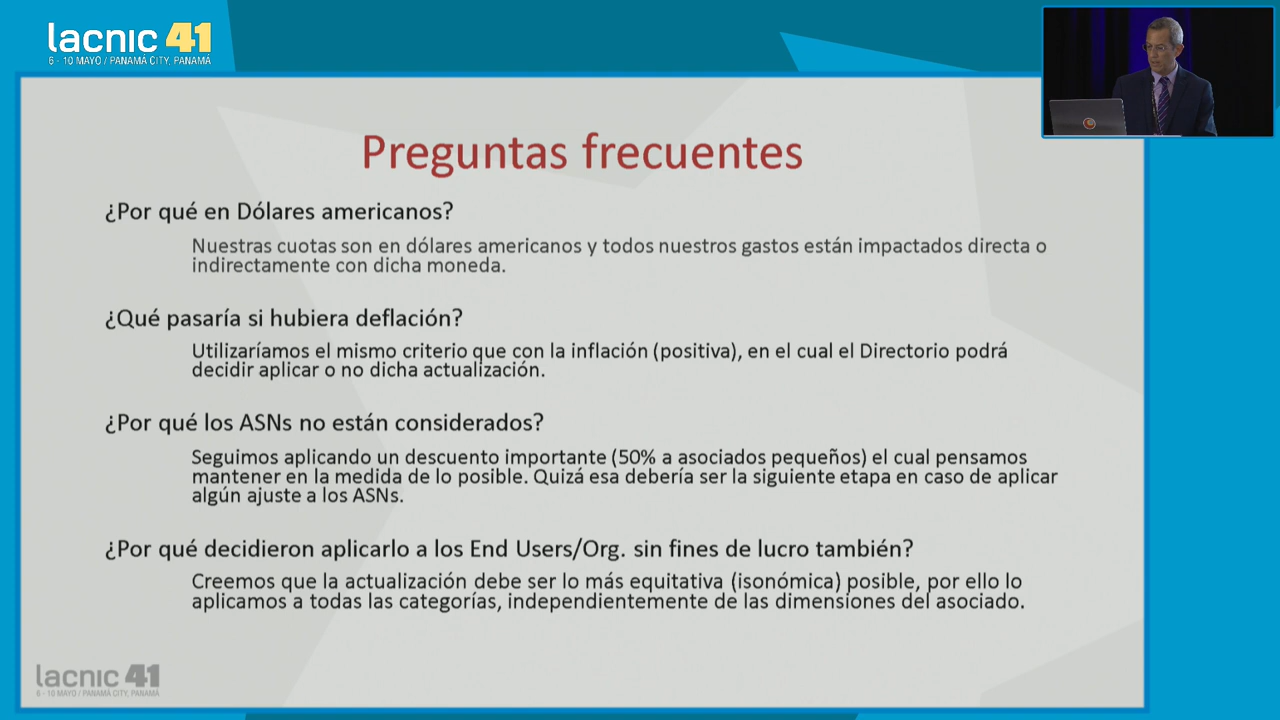 lacnic 41
6 - 10 MAYO / PANAMÁ CITY, PANAMÁ
Preguntas frecuentes
¿Por qué en Dólares americanos?
Nuestras cuotas son en dólares americanos y todos nuestros gastos están impactados directa o
indirectamente con dicha moneda.
¿Qué pasaría si hubiera deflación?
Utilizaríamos el mismo criterio que con la inflación (positiva), en el cual el Directorio podrá
decidir aplicar o no dicha actualización.
¿Por qué los ASNs no están considerados?
Seguimos aplicando un descuento importante (50% a asociados pequeños) el cual pensamos
mantener en la medida de lo posible. Quizá esa debería ser la siguiente etapa en caso de aplicar
algún ajuste a los ASNs.
¿Por qué decidieron aplicarlo a los End Users/Org. sin fines de lucro también?
Creemos que la actualización debe ser lo más equitativa (isonómica) posible, por ello lo
aplicamos a todas las categorías, independientemente de las dimensiones del asociado.
lacnic 41
6 - 10 MAYO / PANAMÁ CITY, PANAMÁ